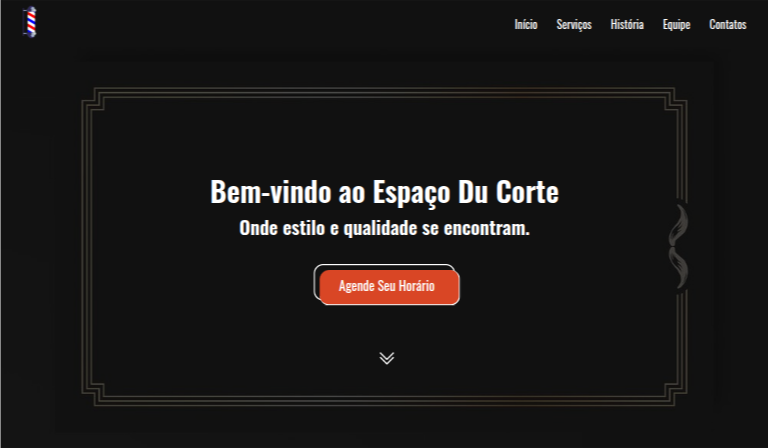 Início Serviços História Equipe Contatos
Bem-vindo ao Espaço Du Corte
Onde estilo e qualidade se encontram.
Agende Seu Horário